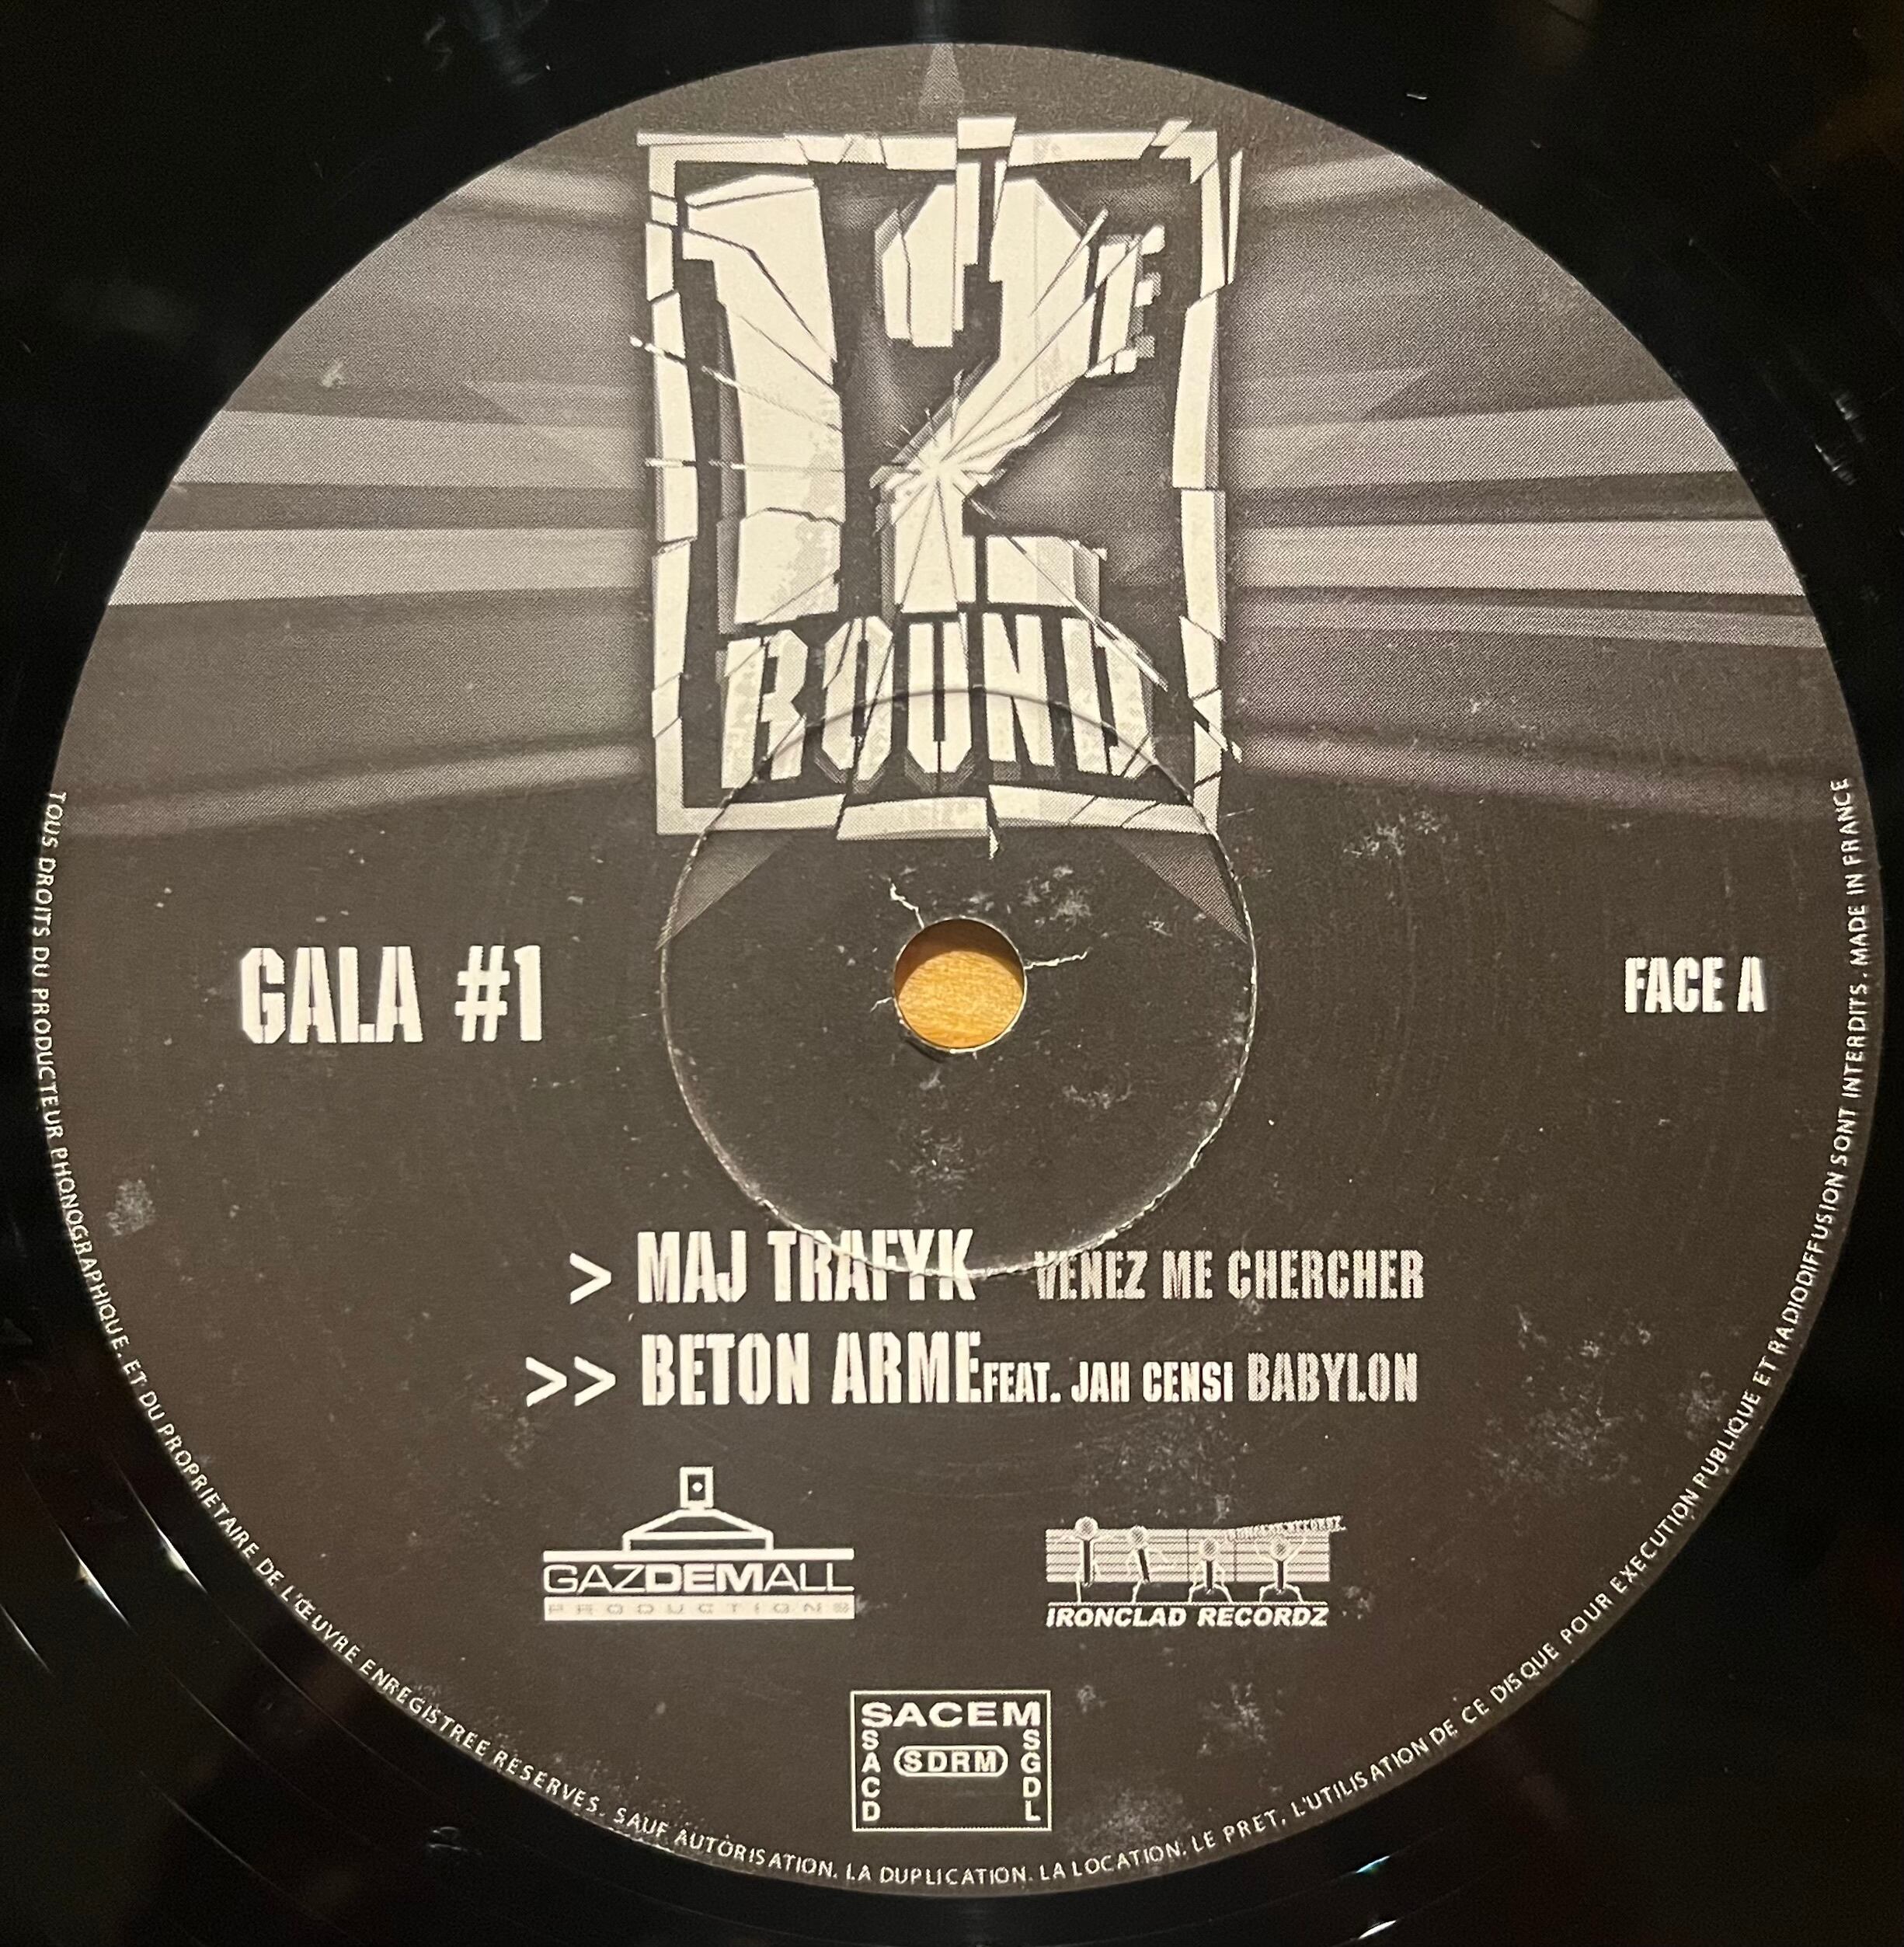 12E
ROUND
GALA #1
FACE A
> MAJ TRAFYK VENEZ ME CHERCHER
>> BETON ARME FEAT. JAH CENSI BABYLON
GAZDEMALL
PRODUCTIONS
IRONCLAD RECORDZ
IRONCLAD RECORDZ
SACEM
SACD
SDRM
SGDL
TOUS DROITS DU PRODUCTEUR PHONOGRAPHIQUE. ET DU PROPRIETAIRE DE L'ŒUVRE ENREGISTREE RESERVES. SAUF AUTORISATION. LA DUPLICATION. LA LOCATION. LE PRET, L'UTILISATION DE CE DISQUE POUR EXECUTION PUBLIQUE ET RADIODIFFUSION SONT INTERDITS. MADE IN FRANCE